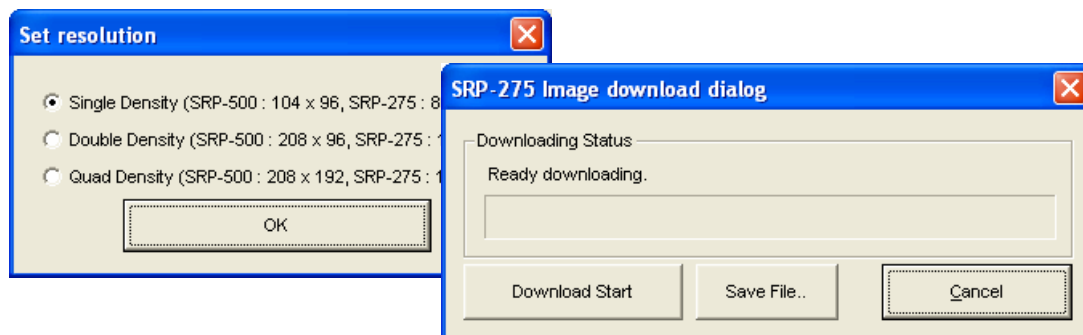 Set resolution
Single Density (SRP-500 : 104 x 96, SRP-275 : 8
Double Density (SRP-500 : 208 x 96, SRP-275 : 1
Quad Density (SRP-500 : 208 x 192, SRP-275 : 1
OK
SRP-275 Image download dialog
Downloading Status
Ready downloading.
Download Start
Save File..
Cancel